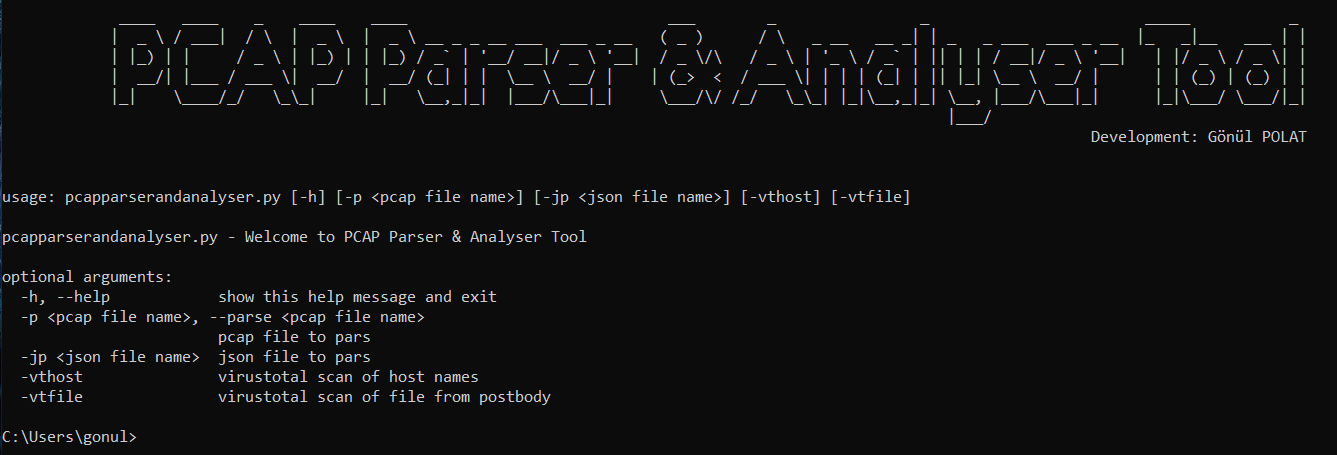 PCAP Parser & Analyser Tool
Development: Gönül POLAT
usage: pcapparserandanalyser.py [-h] [-p <pcap file name>] [-jp <json file name>] [-vthost] [-vtfile]
pcapparserandanalyser.py - Welcome to PCAP Parser & Analyser Tool
optional arguments:
-h, --help show this help message and exit
-p <pcap file name>, --parse <pcap file name>
pcap file to pars
-jp <json file name> json file to pars
-vthost virustotal scan of host names
-vtfile virustotal scan of file from postbody
C:\Users\gonul>